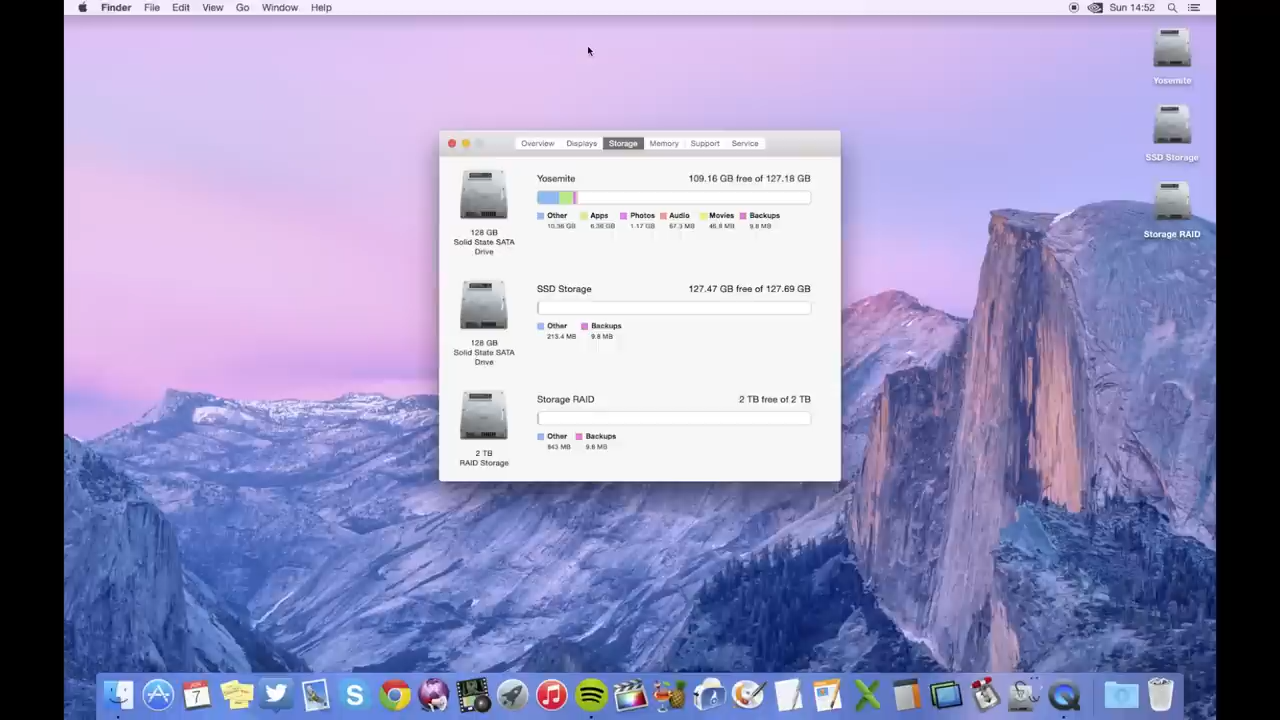 Finder File Edit View Go Window Help Sun 14:52
Yosemite
SSD Storage
Storage RAID
Overview Displays Storage Memory Support Service
Yosemite 109.16 GB free of 127.18 GB
Other Apps Photos Audio Movies Backups
10.36 GB 6.36 GB 1.17 GB 67.3 MB 46.8 MB 9.8 MB
128 GB
Solid State SATA
Drive
SSD Storage 127.47 GB free of 127.69 GB
Other Backups
213.4 MB 9.8 MB
128 GB
Solid State SATA
Drive
Storage RAID 2 TB free of 2 TB
Other Backups
843 MB 9.8 MB
2 TB
RAID Storage
7